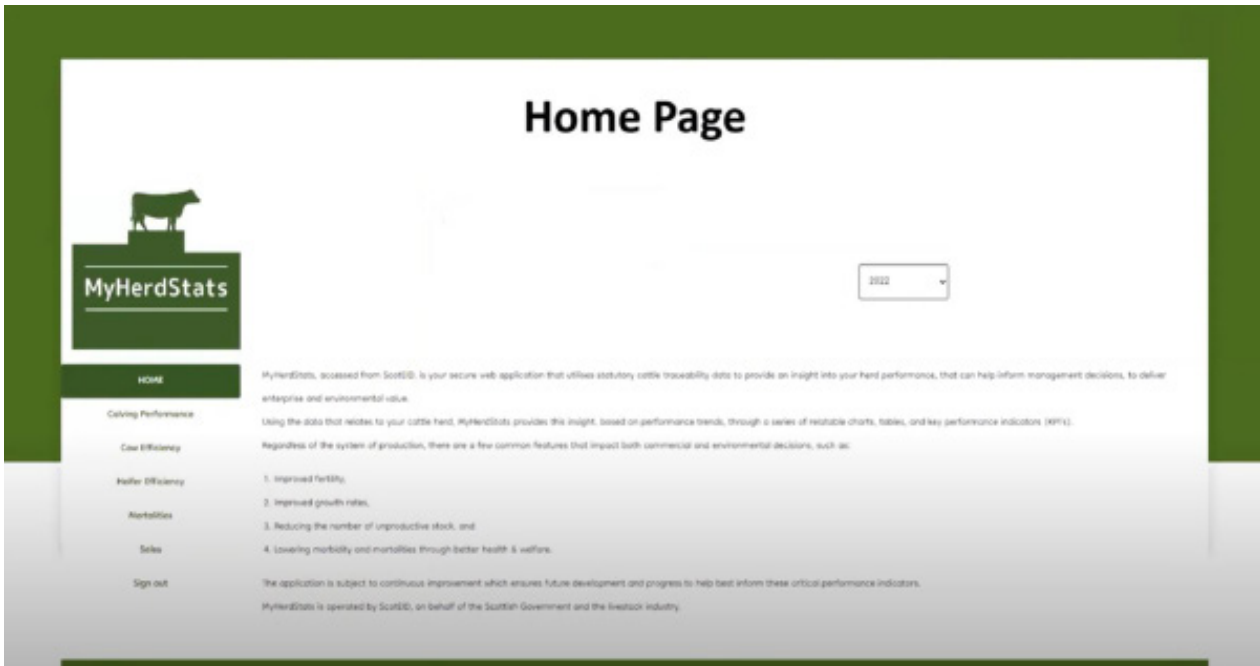 Home Page
MyHerdStats
2022
HOME
Calving Performance
Cow Efficiency
Heifer Efficiency
Mortalities
Sales
Sign out
MyHerdStats, accessed from ScotEID, is your secure web application that utilises statutory cattle traceability data to provide an insight into your herd performance, that can help inform management decisions, to deliver
enterprise and environmental value.
Using the data that relates to your cattle herd, MyHerdStats provides this insight, based on performance trends, through a series of relatable charts, tables, and key performance indicators (KPI's).
Regardless of the system of production, there are a few common features that impact both commercial and environmental decisions, such as:
1. Improved fertility,
2. Improved growth rates,
3. Reducing the number of unproductive stock, and
4. Lowering morbidity and mortalities through better health & welfare.
The application is subject to continuous improvement which ensures future development and progress to help best inform these critical performance indicators.
MyHerdStats is operated by ScotEID, on behalf of the Scottish Government and the livestock industry.